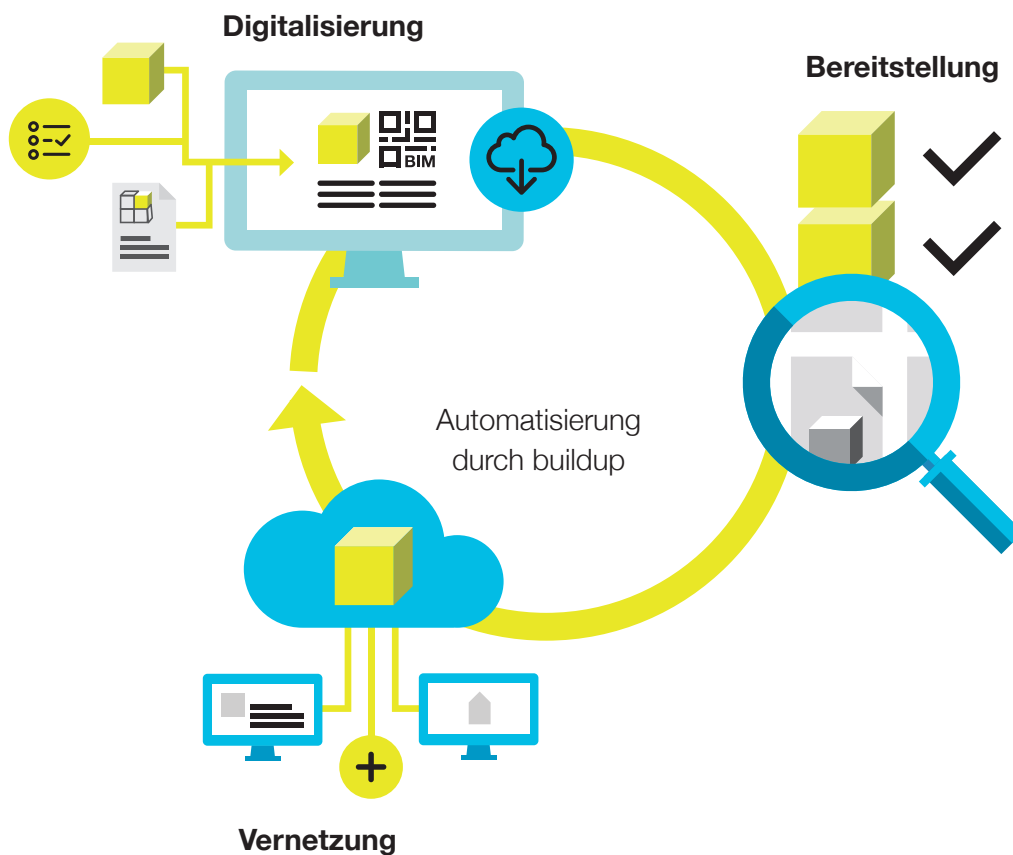 Digitalisierung
Bereitstellung
BIM
Automatisierung
durch buildup
Vernetzung